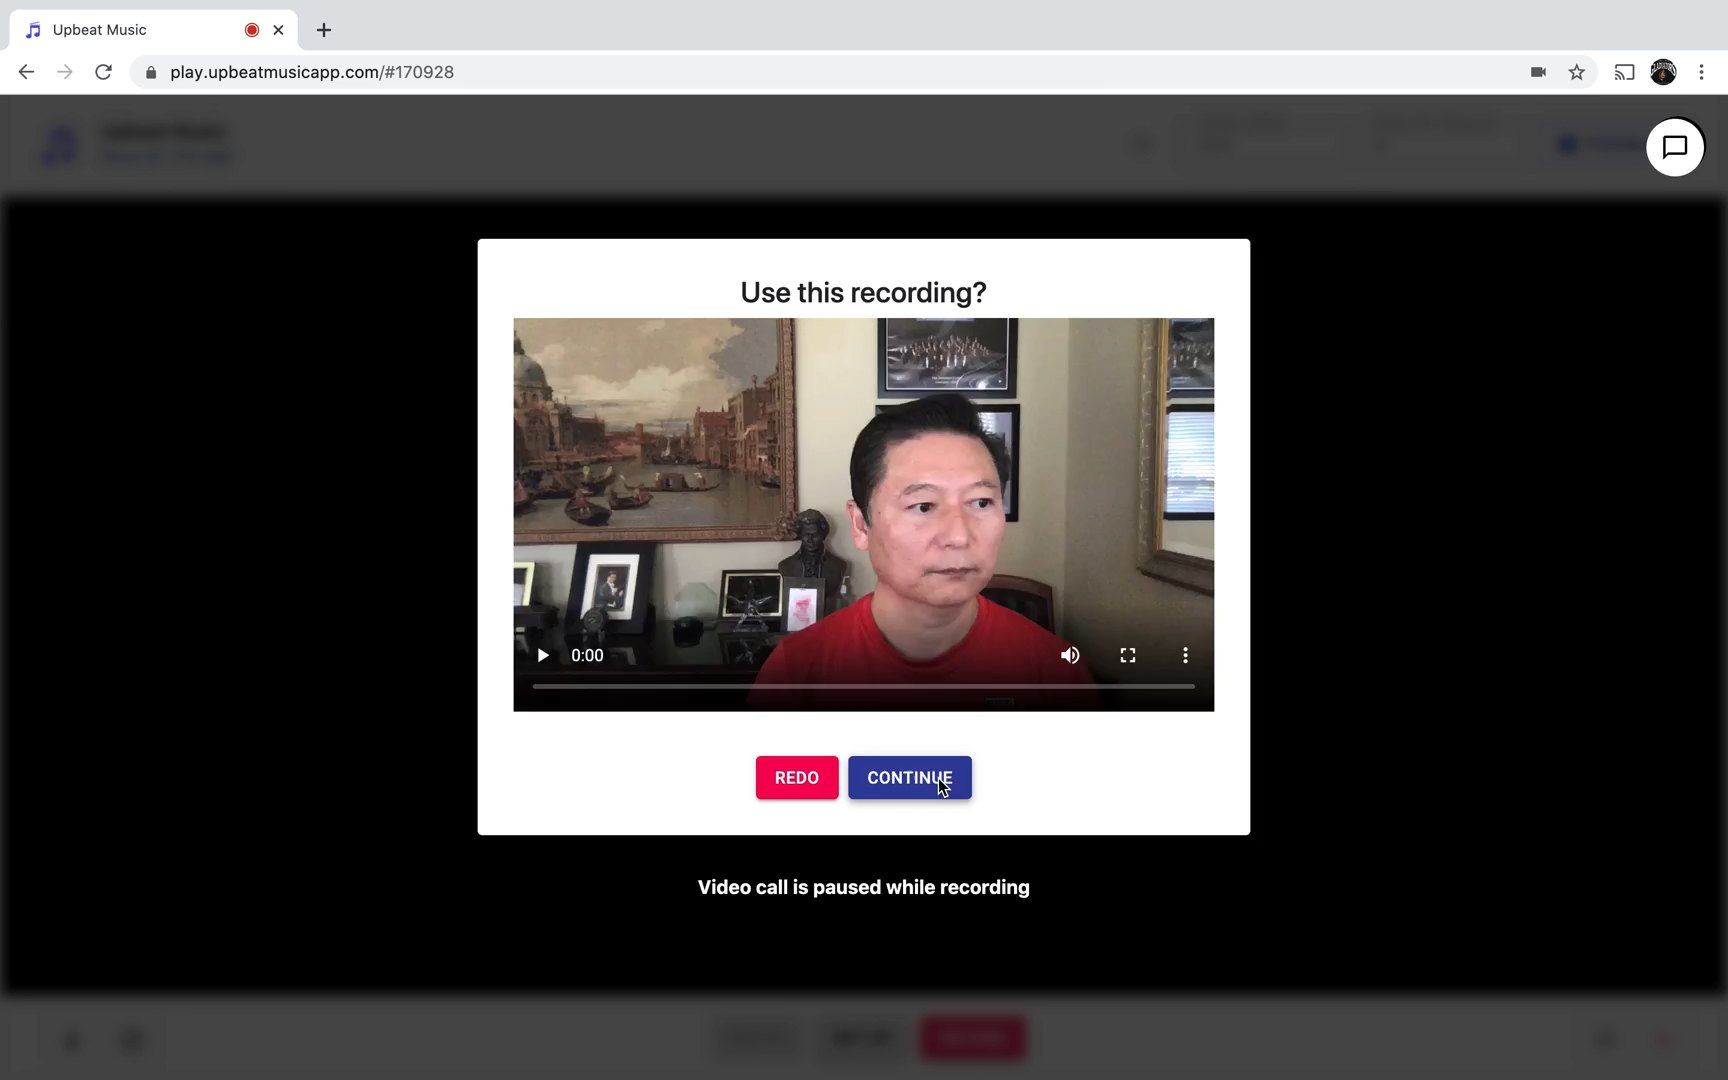 Upbeat Music
play.upbeatmusicapp.com/#170928
Use this recording?
0:00
REDO
CONTINUE
Video call is paused while recording